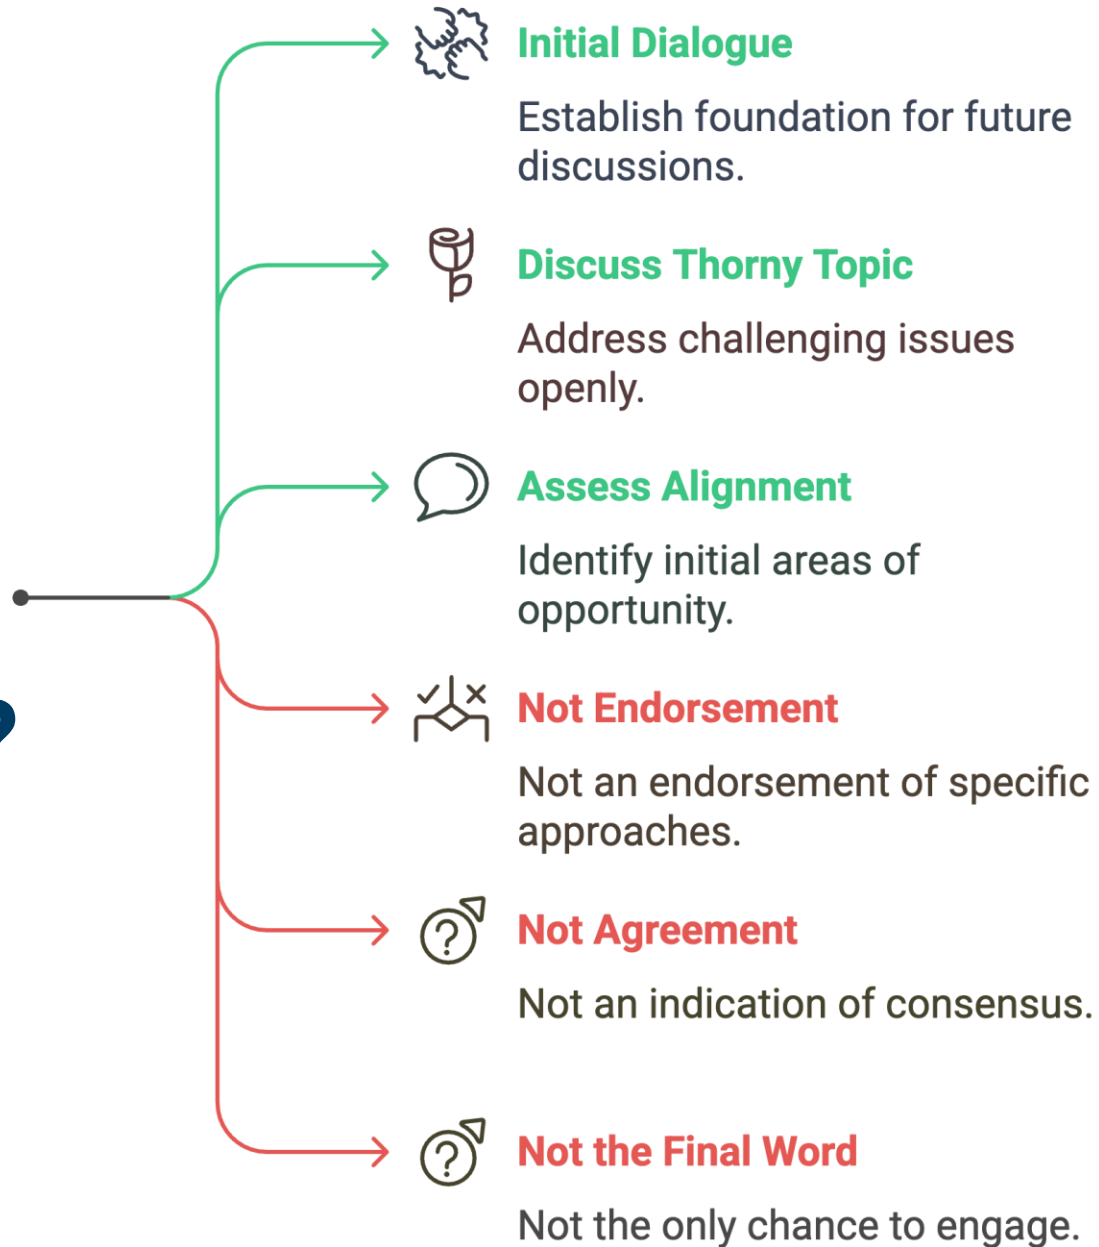 Initial Dialogue
Establish foundation for future
discussions.
Discuss Thorny Topic
Address challenging issues
openly.
Assess Alignment
Identify initial areas of
opportunity.
Not Endorsement
Not an endorsement of specific
approaches.
Not Agreement
Not an indication of consensus.
Not the Final Word
Not the only chance to engage.